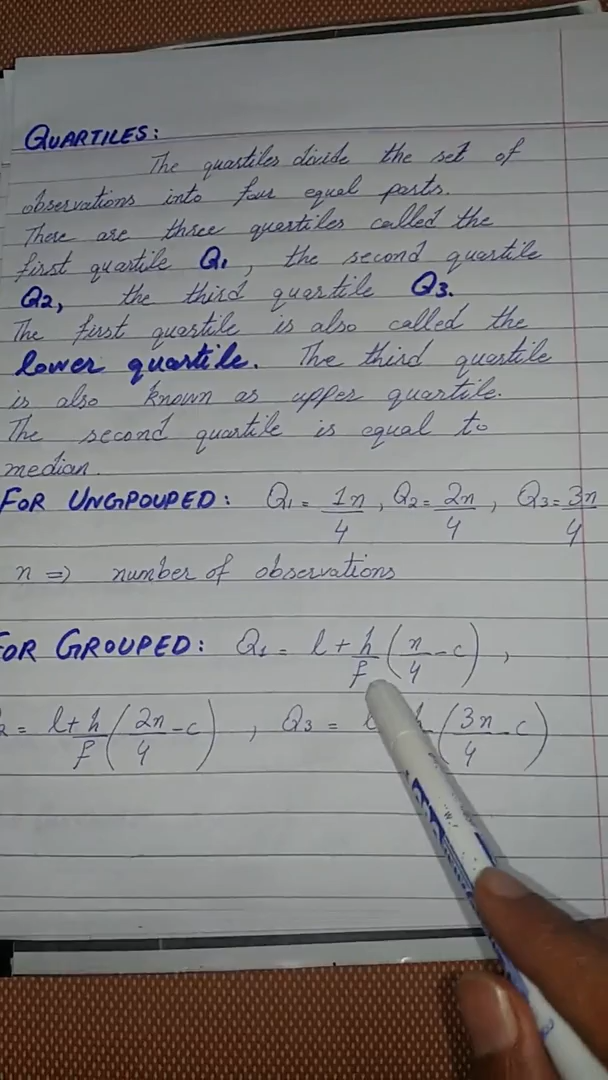 QUARTILES:
The quartiles divide the set of
observations into four equal parts.
There are three quartiles called the
first quartile Q1, the second quartile
Q2, the third quartile Q3.
The first quartile is also called the
lower quartile. The third quartile
is also known as upper quartile.
The second quartile is equal to
median.
FOR UNGPOUPED: Q1 = 1n/4, Q2 = 2n/4, Q3 = 3n/4
n => number of observations
FOR GROUPED: Q1 = l + h/f (n/4 - c),
2 = l + h/f (2n/4 - c), Q3 = l h (3n/4 - c)